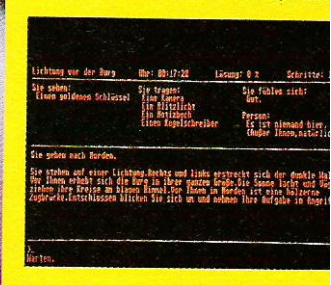 Lichtung vor der Burg Uhr: 00:17:22 Lösung: 0 % Schritte:
Sie sehen: Sie tragen: Sie fühlen sich:
Einen goldenen Schlüssel Eine Kamera Gut.
Ein Blitzlicht
Ein Notizbuch Person
Einen Kugelschreiber Es ist niemand hier,
(Außer Ihnen, natürlic
Sie gehen nach Norden.
Sie stehen auf einer Lichtung.Rechts und links erstreckt sich der dunkle Wal
Vor Ihnen erhebt sich die Burg in ihrer ganzen Größe.Die Sonne lacht und Vö
ziehen ihre Kreise am blauen Himmel.Vor Ihnen im Norden ist eine hölzerne
Zugbrücke.Entschlossen blicken Sie sich um und nehmen Ihre Aufgabe in Angrif
Warten.